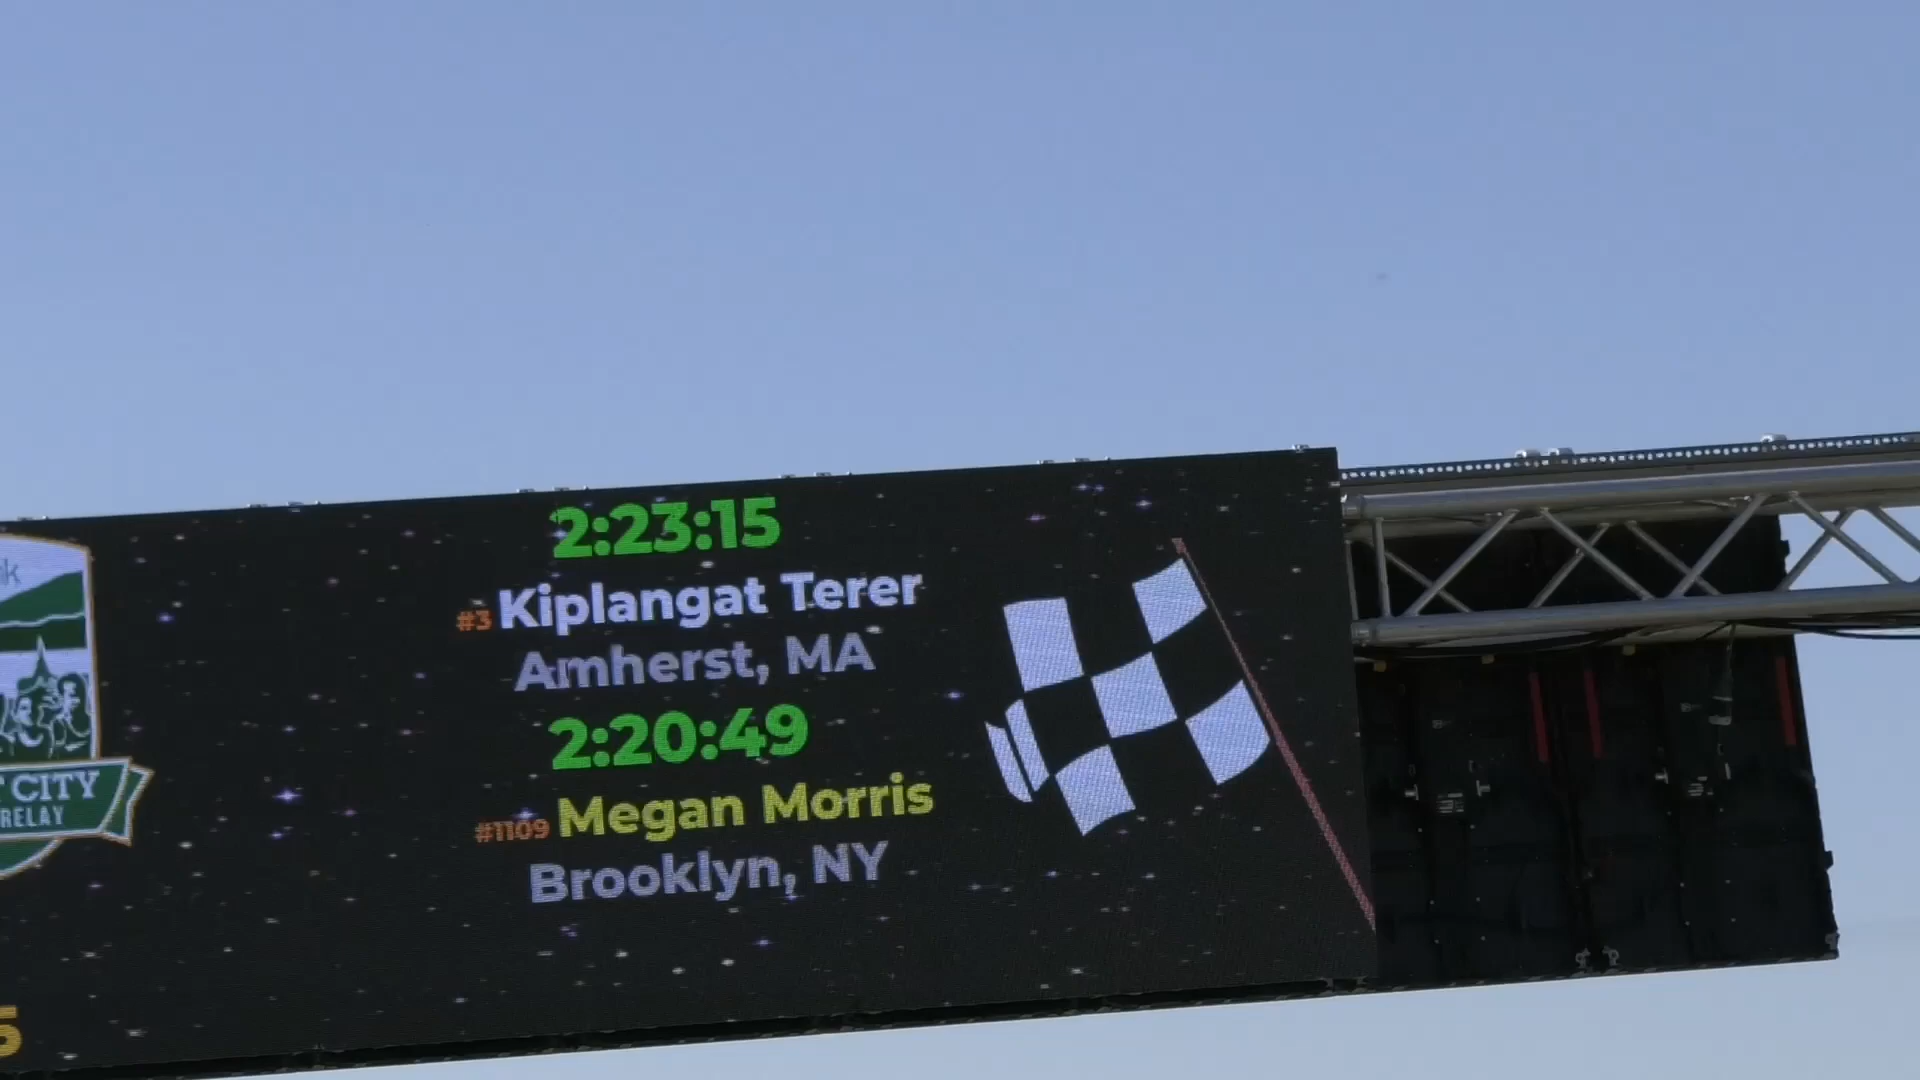 2:23:15
#3 Kiplangat Terer
Amherst, MA
2:20:49
#1109 Megan Morris
Brooklyn, NY
CITY
RELAY